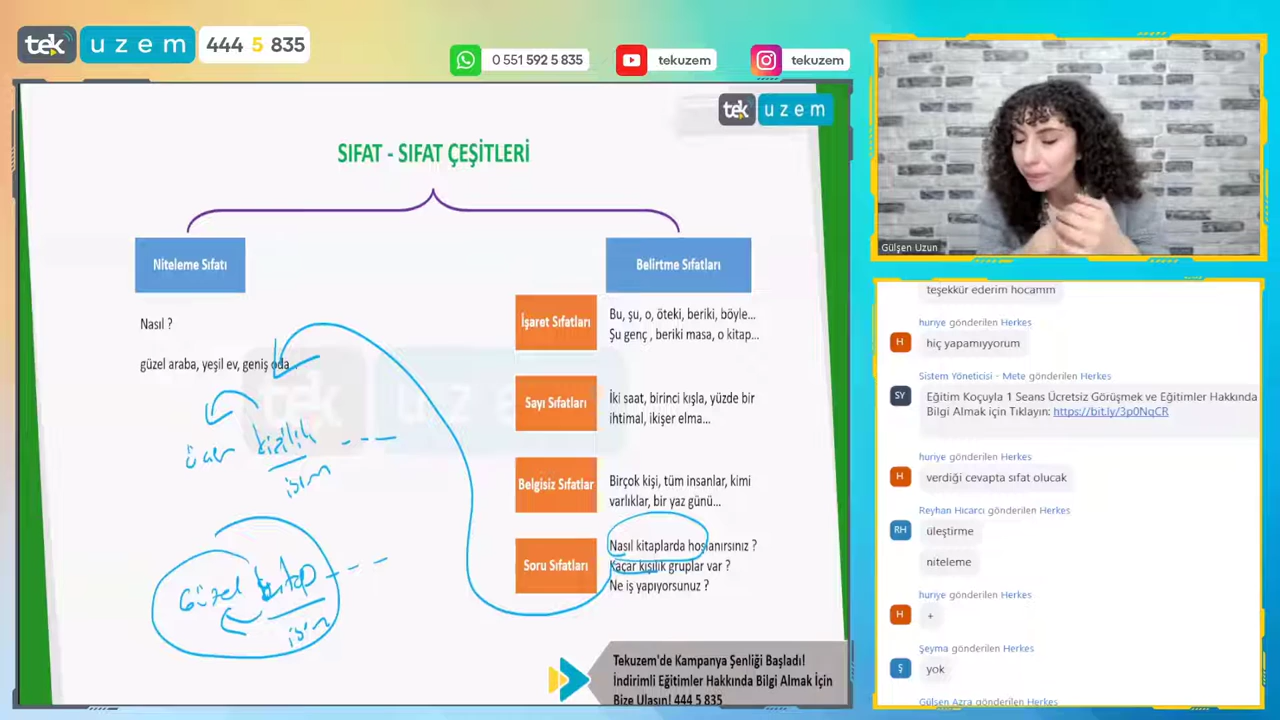 tek uzem 444 5 835
0 551 592 5 835
tekuzem
tekuzem
tek uzem
SIFAT - SIFAT ÇEŞİTLERİ
Niteleme Sıfatı
Nasıl ?
güzel araba, yeşil ev, geniş oda...
kişilik
isim
Güzel kitap
isim
Belirtme Sıfatları
İşaret Sıfatları
Bu, şu, o, öteki, beriki, böyle...
Şu genç , beriki masa, o kitap...
Sayı Sıfatları
İki saat, birinci kışla, yüzde bir
ihtimal, ikişer elma...
Belgisiz Sıfatlar
Birçok kişi, tüm insanlar, kimi
varlıklar, bir yaz günü...
Soru Sıfatları
Nasıl kitaplarda hoşlanırsınız ?
Kaçar kişilik gruplar var ?
Ne iş yapıyorsunuz ?
Tekuzem'de Kampanya Şenliği Başladı!
İndirimli Eğitimler Hakkında Bilgi Almak İçin
Bize Ulaşın! 444 5 835
Gülşen Uzun
teşekkür ederim hocamm
huriye gönderilen Herkes
H
hiç yapamıyyorum
Sistem Yöneticisi - Mete gönderilen Herkes
SY
Eğitim Koçuyla 1 Seans Ücretsiz Görüşmek ve Eğitimler Hakkında
Bilgi Almak için Tıklayın: https://bit.ly/3p0NqCR
huriye gönderilen Herkes
H
verdiği cevapta sıfat olucak
Reyhan Hıcarcı gönderilen Herkes
RH
üleştirme
niteleme
huriye gönderilen Herkes
H
+
Şeyma gönderilen Herkes
Ş
yok
Gülsen Azra gönderilen Herkes